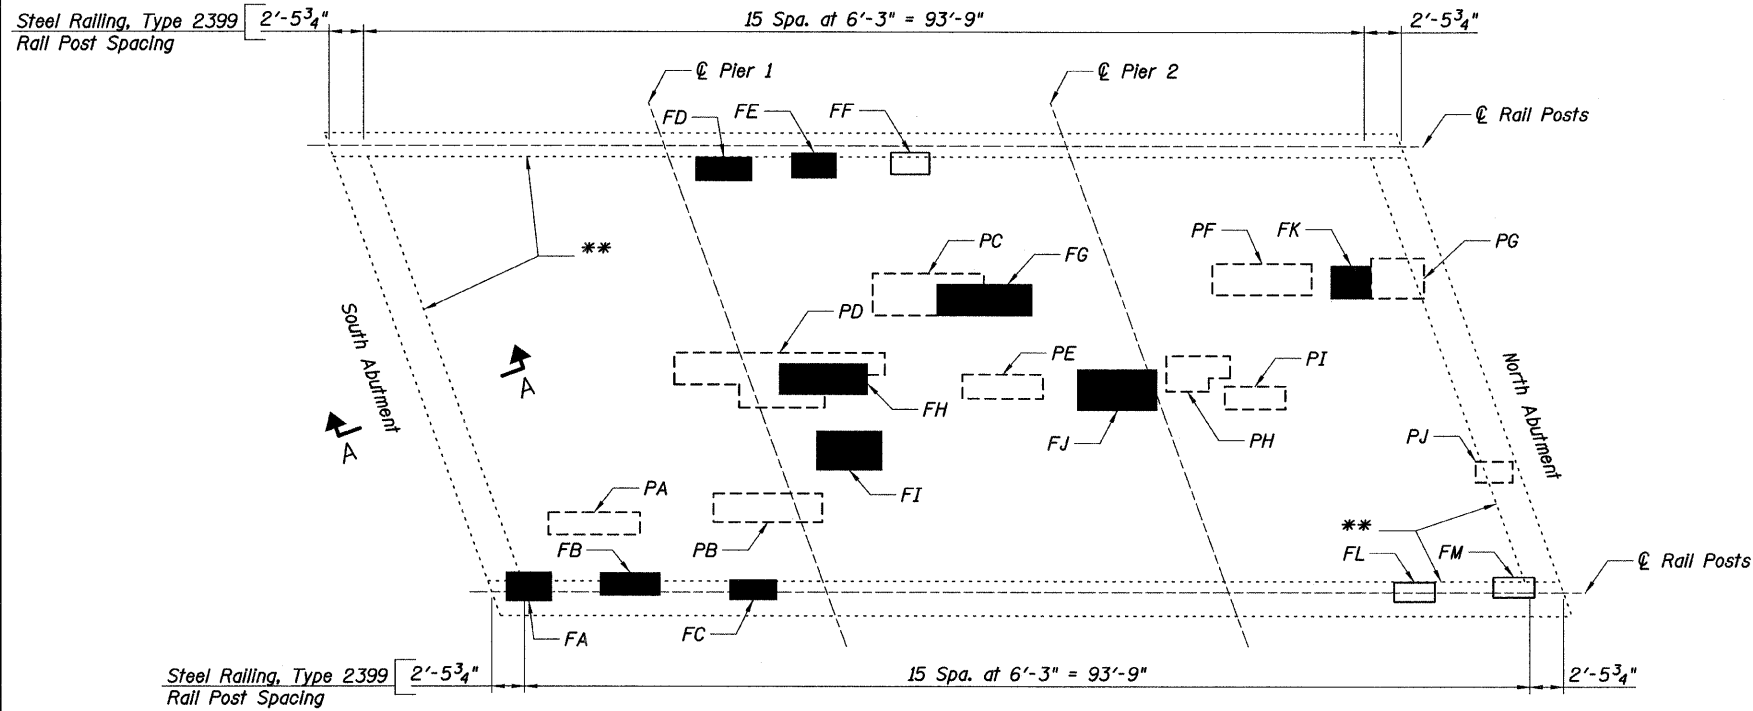 Steel Railing, Type 2399
Rail Post Spacing
2'-5¾"
15 Spa. at 6'-3" = 93'-9"
2'-5¾"
℄ Pier 1
℄ Pier 2
FD
FE
FF
℄ Rail Posts
**
PC
FG
PF
FK
PG
South Abutment
PD
A
PE
PI
A
FH
FJ
PH
PJ
North Abutment
FI
PA
PB
FB
**
FL
FM
℄ Rail Posts
FA
FC
Steel Railing, Type 2399
Rail Post Spacing
2'-5¾"
15 Spa. at 6'-3" = 93'-9"
2'-5¾"